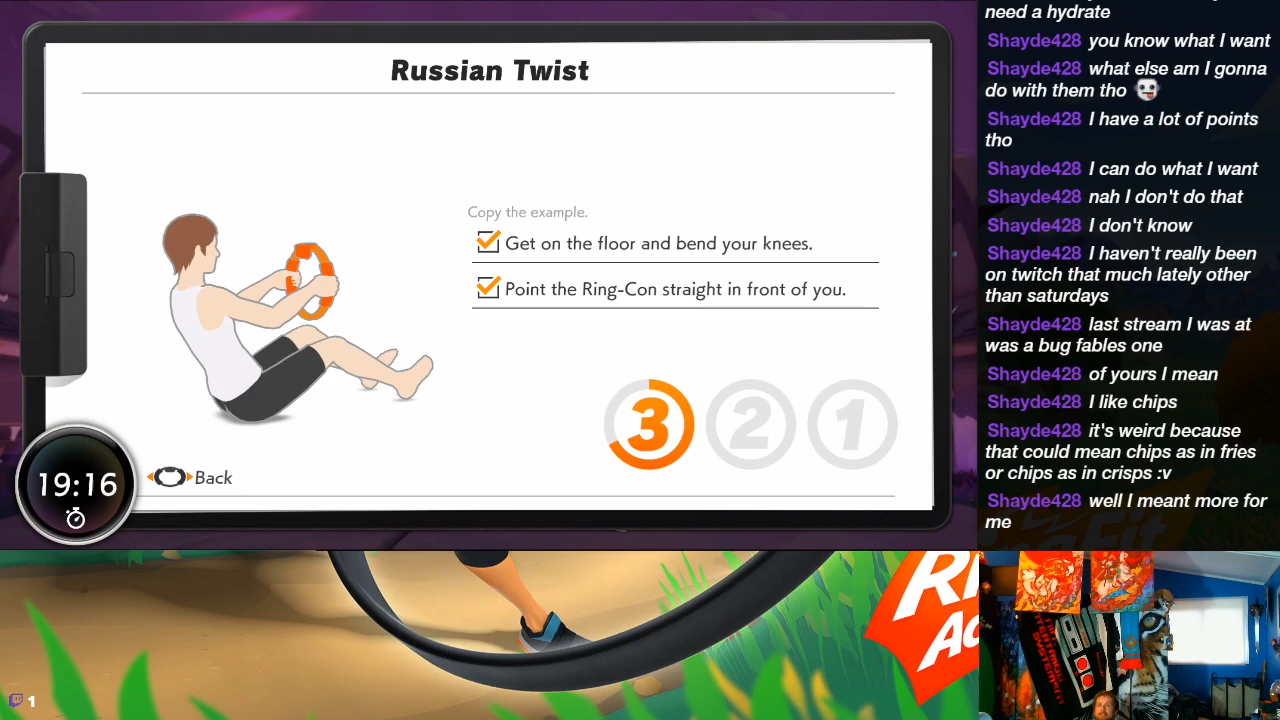 Russian Twist
Copy the example.
Get on the floor and bend your knees.
Point the Ring-Con straight in front of you.
3 2 1
Back
19:16
1
need a hydrate
Shayde428 you know what I want
Shayde428 what else am I gonna
do with them tho
Shayde428 I have a lot of points
tho
Shayde428 I can do what I want
Shayde428 nah I don't do that
Shayde428 I don't know
Shayde428 I haven't really been
on twitch that much lately other
than saturdays
Shayde428 last stream I was at
was a bug fables one
Shayde428 of yours I mean
Shayde428 I like chips
Shayde428 it's weird because
that could mean chips as in fries
or chips as in crisps :v
Shayde428 well I meant more for
me